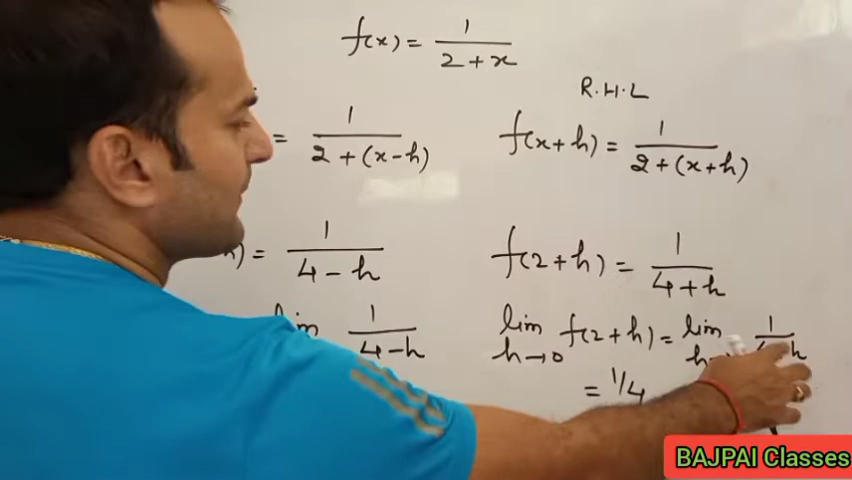 f(x) = 1/(2 + x)
R.H.L
= 1/(2 + (x - h))
f(x + h) = 1/(2 + (x + h))
) = 1/(4 - h)
f(2 + h) = 1/(4 + h)
1/(4 - h)
lim h→0 f(2 + h) = lim
= 1/4
BAJPAI Classes